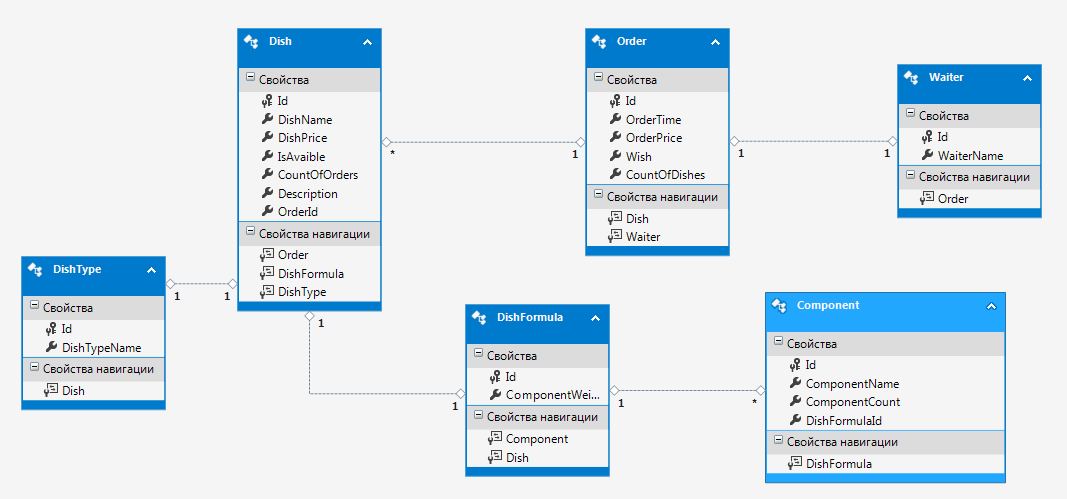 Dish
Свойства
Id
DishName
DishPrice
IsAvaible
CountOfOrders
Description
OrderId
Свойства навигации
Order
DishFormula
DishType
*
1
Order
Свойства
Id
OrderTime
OrderPrice
Wish
CountOfDishes
Свойства навигации
Dish
Waiter
1
1
Waiter
Свойства
Id
WaiterName
Свойства навигации
Order
DishType
Свойства
Id
DishTypeName
Свойства навигации
Dish
1
1
1
1
DishFormula
Свойства
Id
ComponentWei...
Свойства навигации
Component
Dish
1
*
Component
Свойства
Id
ComponentName
ComponentCount
DishFormulaId
Свойства навигации
DishFormula